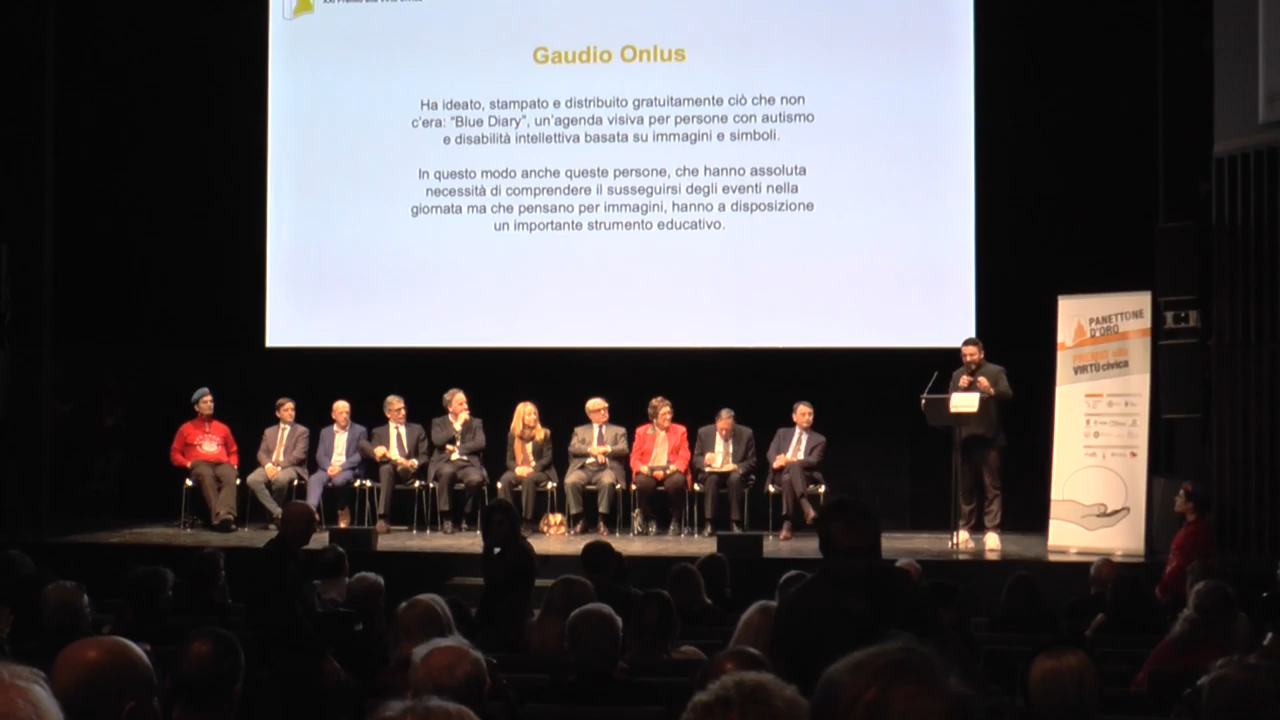 Gaudio Onlus
Ha ideato, stampato e distribuito gratuitamente ciò che non
c'era: "Blue Diary", un'agenda visiva per persone con autismo
e disabilità intellettiva basata su immagini e simboli.
In questo modo anche queste persone, che hanno assoluta
necessità di comprendere il susseguirsi degli eventi nella
giornata ma che pensano per immagini, hanno a disposizione
un importante strumento educativo.
PANETTONE
D'ORO
PREMIO alla
VIRTÙ civica